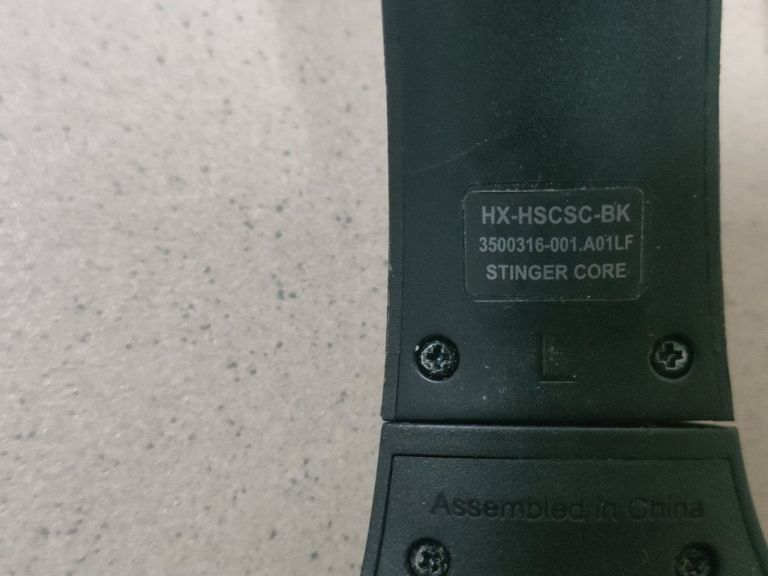 HX-HSCSC-BK
3500316-001.A01LF
STINGER CORE
L
Assembled in China